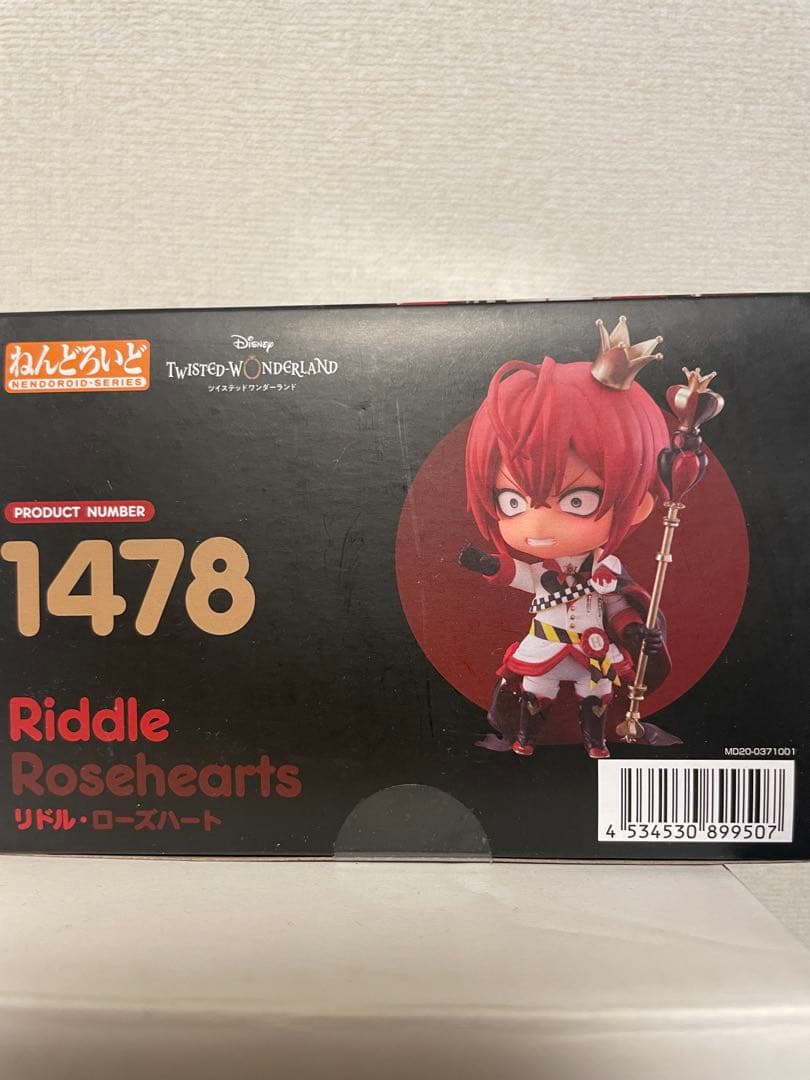 ねんどろいど
NENDOROID-SERIES
Disney
TWISTED-WONDERLAND
ツイステッドワンダーランド
PRODUCT NUMBER
1478
Riddle
Rosehearts
リドル・ローズハート
MD20-0371001
4 534530 899507